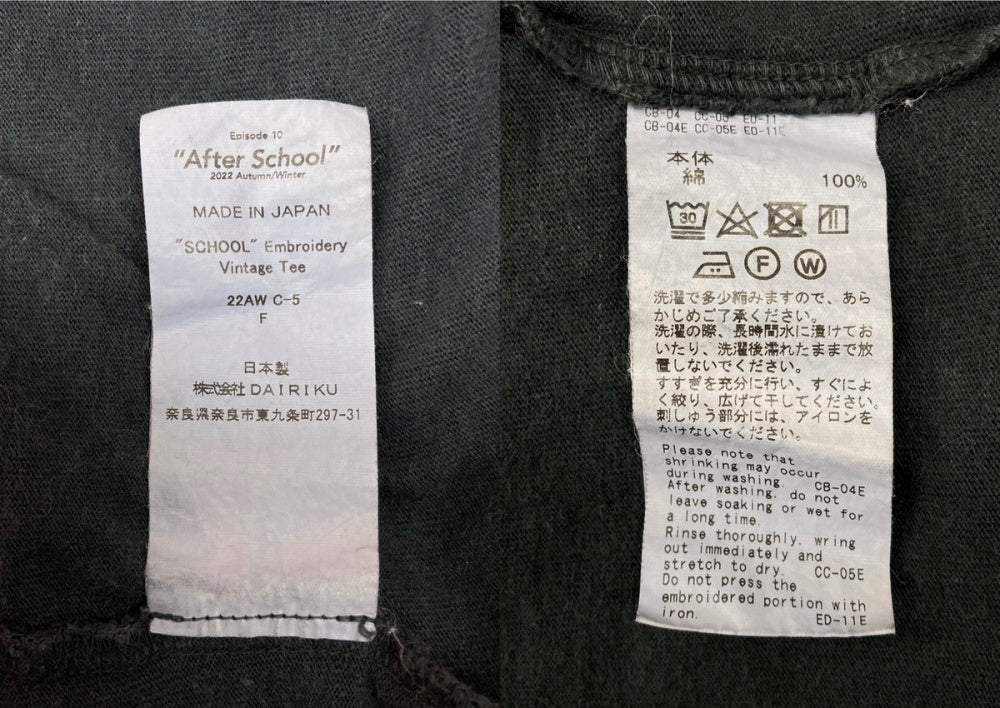 Episode 10
"After School"
2022 Autumn/Winter
MADE IN JAPAN
"SCHOOL" Embroidery
Vintage Tee
22AW C-5
F
日本製
株式会社DAIRIKU
奈良県奈良市東九条町297-31
CB-04 CC-05 ED-11
CB-04E CC-05E ED-11E
本体
綿 100%
30
F W
洗濯で多少縮みますので、あら
かじめご了承ください。
洗濯の際、長時間水に漬けてお
いたり、洗濯後濡れたままで放
置しないでください。
すすぎを充分に行い、すぐによ
く絞り、広げて干してください。
刺しゅう部分には、アイロンを
かけないでください。
Please note that
shrinking may occur
during washing. CB-04E
After washing, do not
leave soaking or wet for
a long time.
Rinse thoroughly, wring
out immediately and
stretch to dry. CC-05E
Do not press the
embroidered portion with
iron. ED-11E